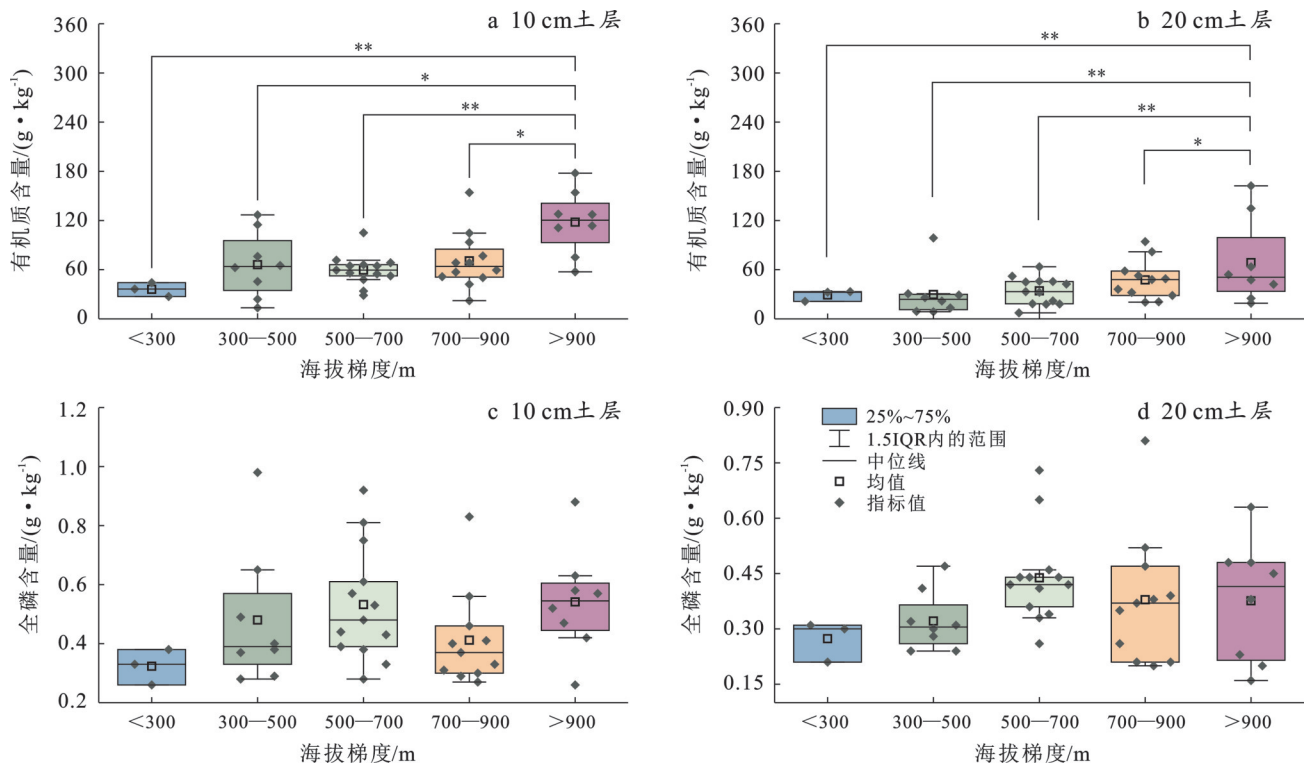 a 10 cm土层
有机质含量/(g·kg⁻¹)
360
300
240
180
120
60
0
**
*
**
*
<300 300—500 500—700 700—900 >900
海拔梯度/m
b 20 cm土层
有机质含量/(g·kg⁻¹)
360
300
240
180
120
60
0
**
**
**
*
<300 300—500 500—700 700—900 >900
海拔梯度/m
c 10 cm土层
全磷含量/(g·kg⁻¹)
1.2
1.0
0.8
0.6
0.4
0.2
<300 300—500 500—700 700—900 >900
海拔梯度/m
d 20 cm土层
全磷含量/(g·kg⁻¹)
0.90
0.75
0.60
0.45
0.30
0.15
25%~75%
1.5IQR内的范围
中位线
均值
指标值
<300 300—500 500—700 700—900 >900
海拔梯度/m